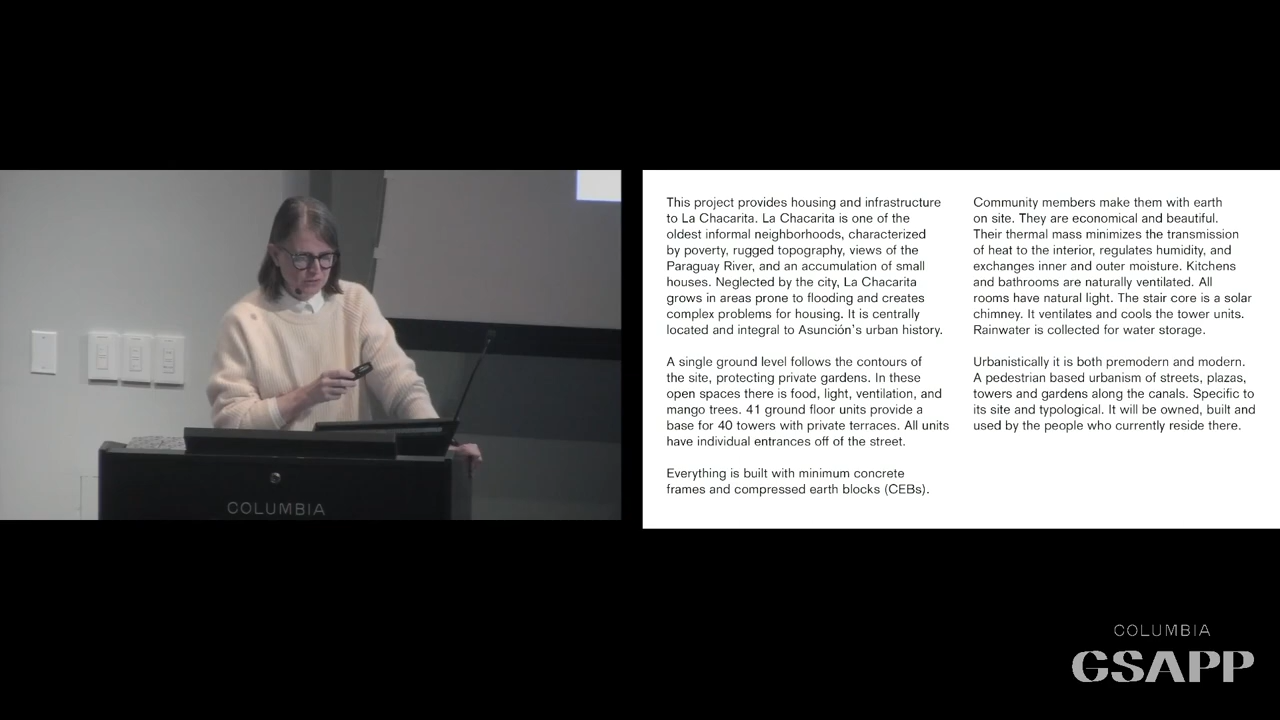 This project provides housing and infrastructure
to La Chacarita. La Chacarita is one of the
oldest informal neighborhoods, characterized
by poverty, rugged topography, views of the
Paraguay River, and an accumulation of small
houses. Neglected by the city, La Chacarita
grows in areas prone to flooding and creates
complex problems for housing. It is centrally
located and integral to Asunción's urban history.
A single ground level follows the contours of
the site, protecting private gardens. In these
open spaces there is food, light, ventilation, and
mango trees. 41 ground floor units provide a
base for 40 towers with private terraces. All units
have individual entrances off of the street.
Everything is built with minimum concrete
frames and compressed earth blocks (CEBs).
Community members make them with earth
on site. They are economical and beautiful.
Their thermal mass minimizes the transmission
of heat to the interior, regulates humidity, and
exchanges inner and outer moisture. Kitchens
and bathrooms are naturally ventilated. All
rooms have natural light. The stair core is a solar
chimney. It ventilates and cools the tower units.
Rainwater is collected for water storage.
Urbanistically it is both premodern and modern.
A pedestrian based urbanism of streets, plazas,
towers and gardens along the canals. Specific to
its site and typological. It will be owned, built and
used by the people who currently reside there.
COLUMBIA
COLUMBIA
GSAPP